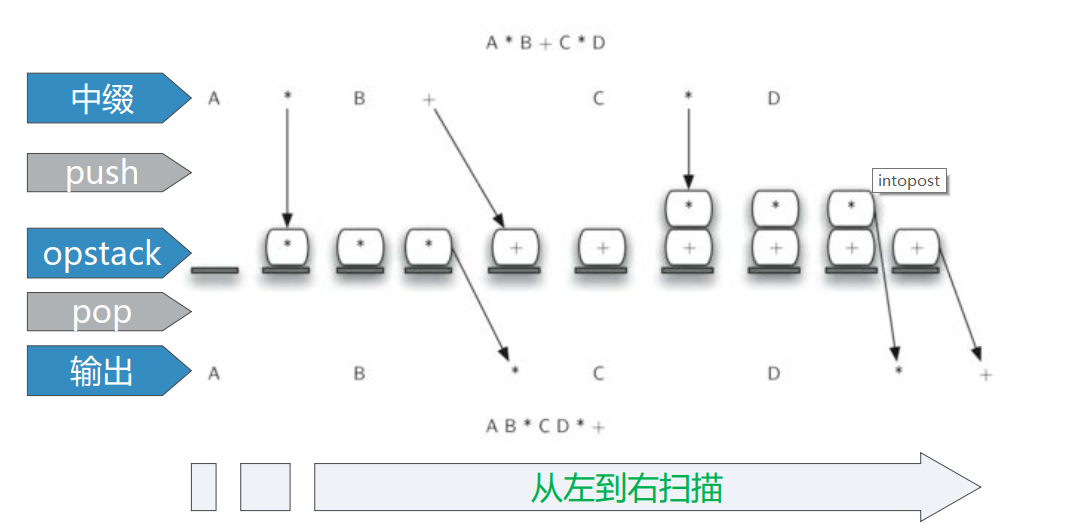 A * B + C * D
中缀 A * B + C * D
push
intopost
* * *
opstack * * * + + + + + +
pop
输出 A B * C D * +
A B * C D * +
从左到右扫描